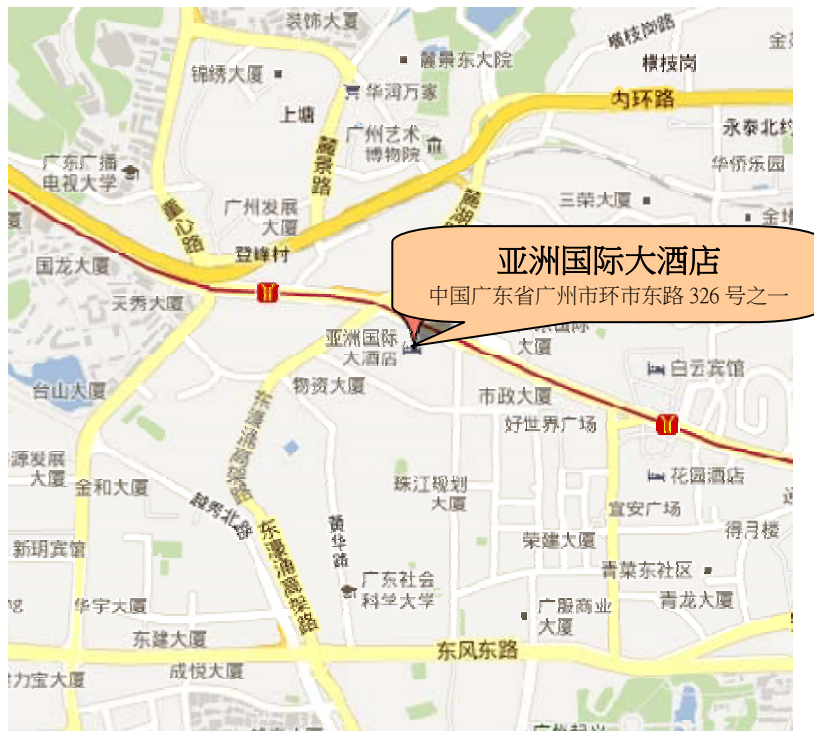 装饰大厦
横枝岗路
麓景东大院
横枝岗
锦绣大厦
华润万家
内环路
上塘
广州艺术
博物院
永泰北约
麓景路
华侨乐园
广东广播
电视大学
三荣大厦
重心路
广州发展
大厦
麓湖
登峰村
国龙大厦
亚洲国际大酒店
中国广东省广州市环市东路 326 号之一
天秀大厦
亚洲国际
大酒店
国际
大厦
白云宾馆
物资大厦
台山大厦
市政大厦
东濠涌高架路
好世界广场
源发展
大厦
珠江规划
大厦
花园酒店
金和大厦
越秀北路
宜安广场
黄华路
得月楼
东濠涌高架路
新玥宾馆
荣建大厦
青菜东社区
广东社会
科学大学
华宇大厦
广服商业
大厦
青龙大厦
东建大厦
东风东路
成悦大厦
力宝大厦